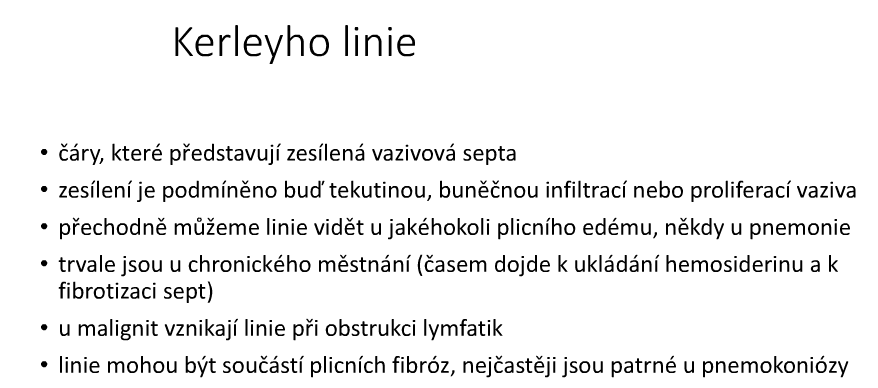 Kerleyho linie
• čáry, které představují zesílená vazivová septa
• zesílení je podmíněno buď tekutinou, buněčnou infiltrací nebo proliferací vaziva
• přechodně můžeme linie vidět u jakéhokoli plicního edému, někdy u pnemonie
• trvale jsou u chronického městnání (časem dojde k ukládání hemosiderinu a k
fibrotizaci sept)
• u malignit vznikají linie při obstrukci lymfatik
• linie mohou být součástí plicních fibróz, nejčastěji jsou patrné u pnemokoniózy